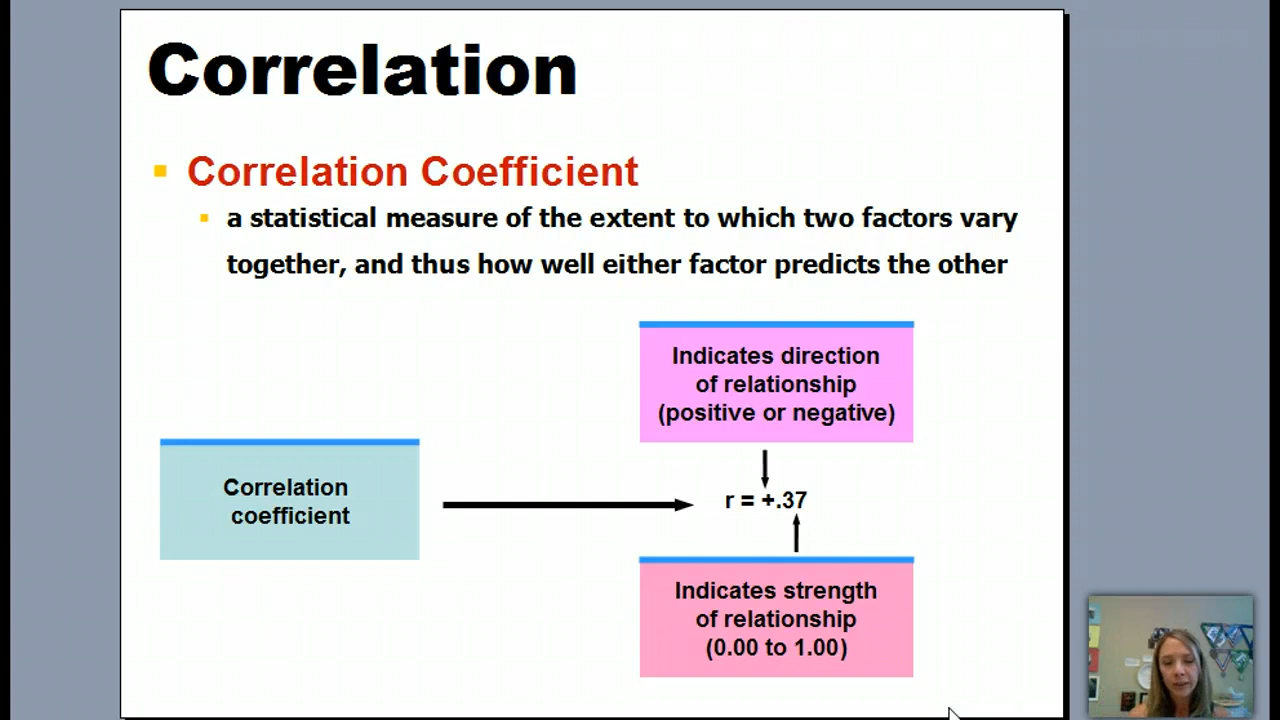 Correlation
Correlation Coefficient
a statistical measure of the extent to which two factors vary
together, and thus how well either factor predicts the other
Indicates direction
of relationship
(positive or negative)
Correlation
coefficient
r = +.37
Indicates strength
of relationship
(0.00 to 1.00)